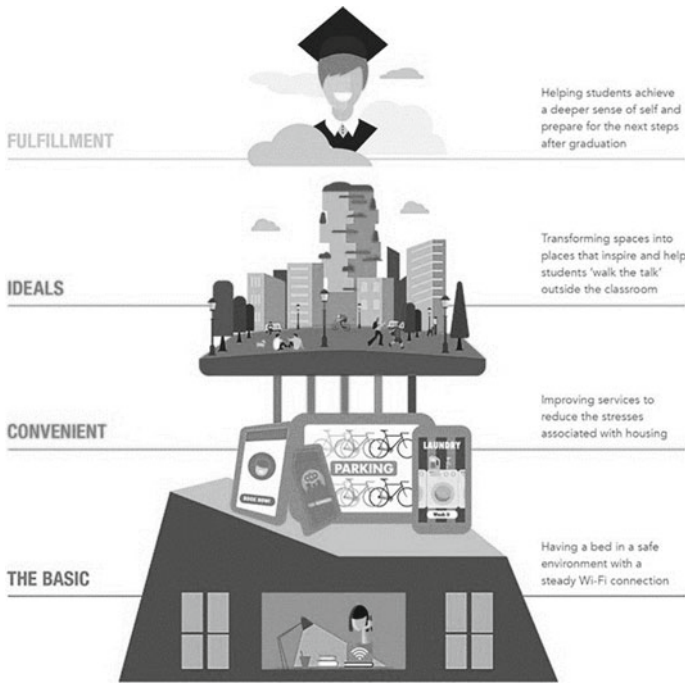 Helping students achieve
a deeper sense of self and
prepare for the next steps
after graduation
FULFILLMENT
Transforming spaces into
places that inspire and help
students 'walk the talk'
outside the classroom
IDEALS
Improving services to
reduce the stresses
associated with housing
CONVENIENT
LAUNDRY
PARKING
BOOK NOW!
Having a bed in a safe
environment with a
steady Wi-Fi connection
THE BASIC